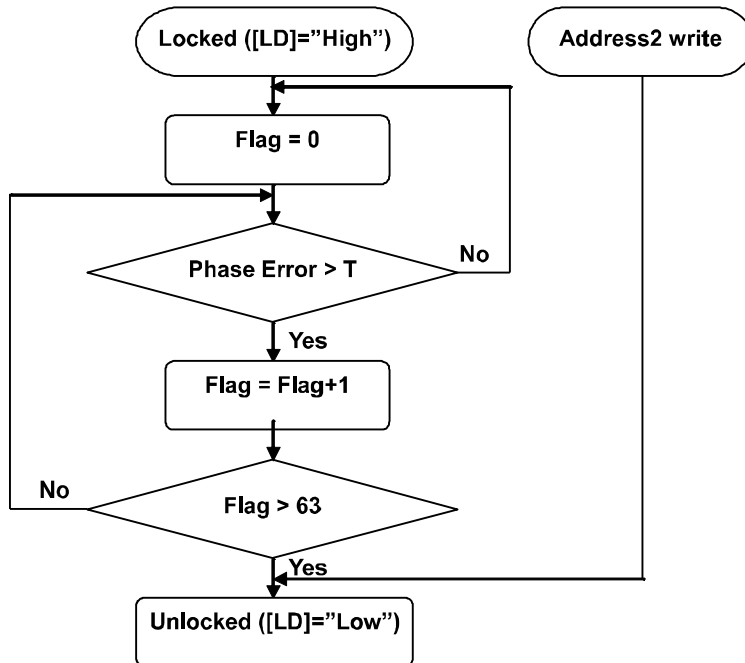 Locked ([LD]=”High”)
Address2 write
Flag = 0
Phase Error > T
No
Yes
Flag = Flag+1
No
Flag > 63
Yes
Unlocked ([LD]=”Low”)